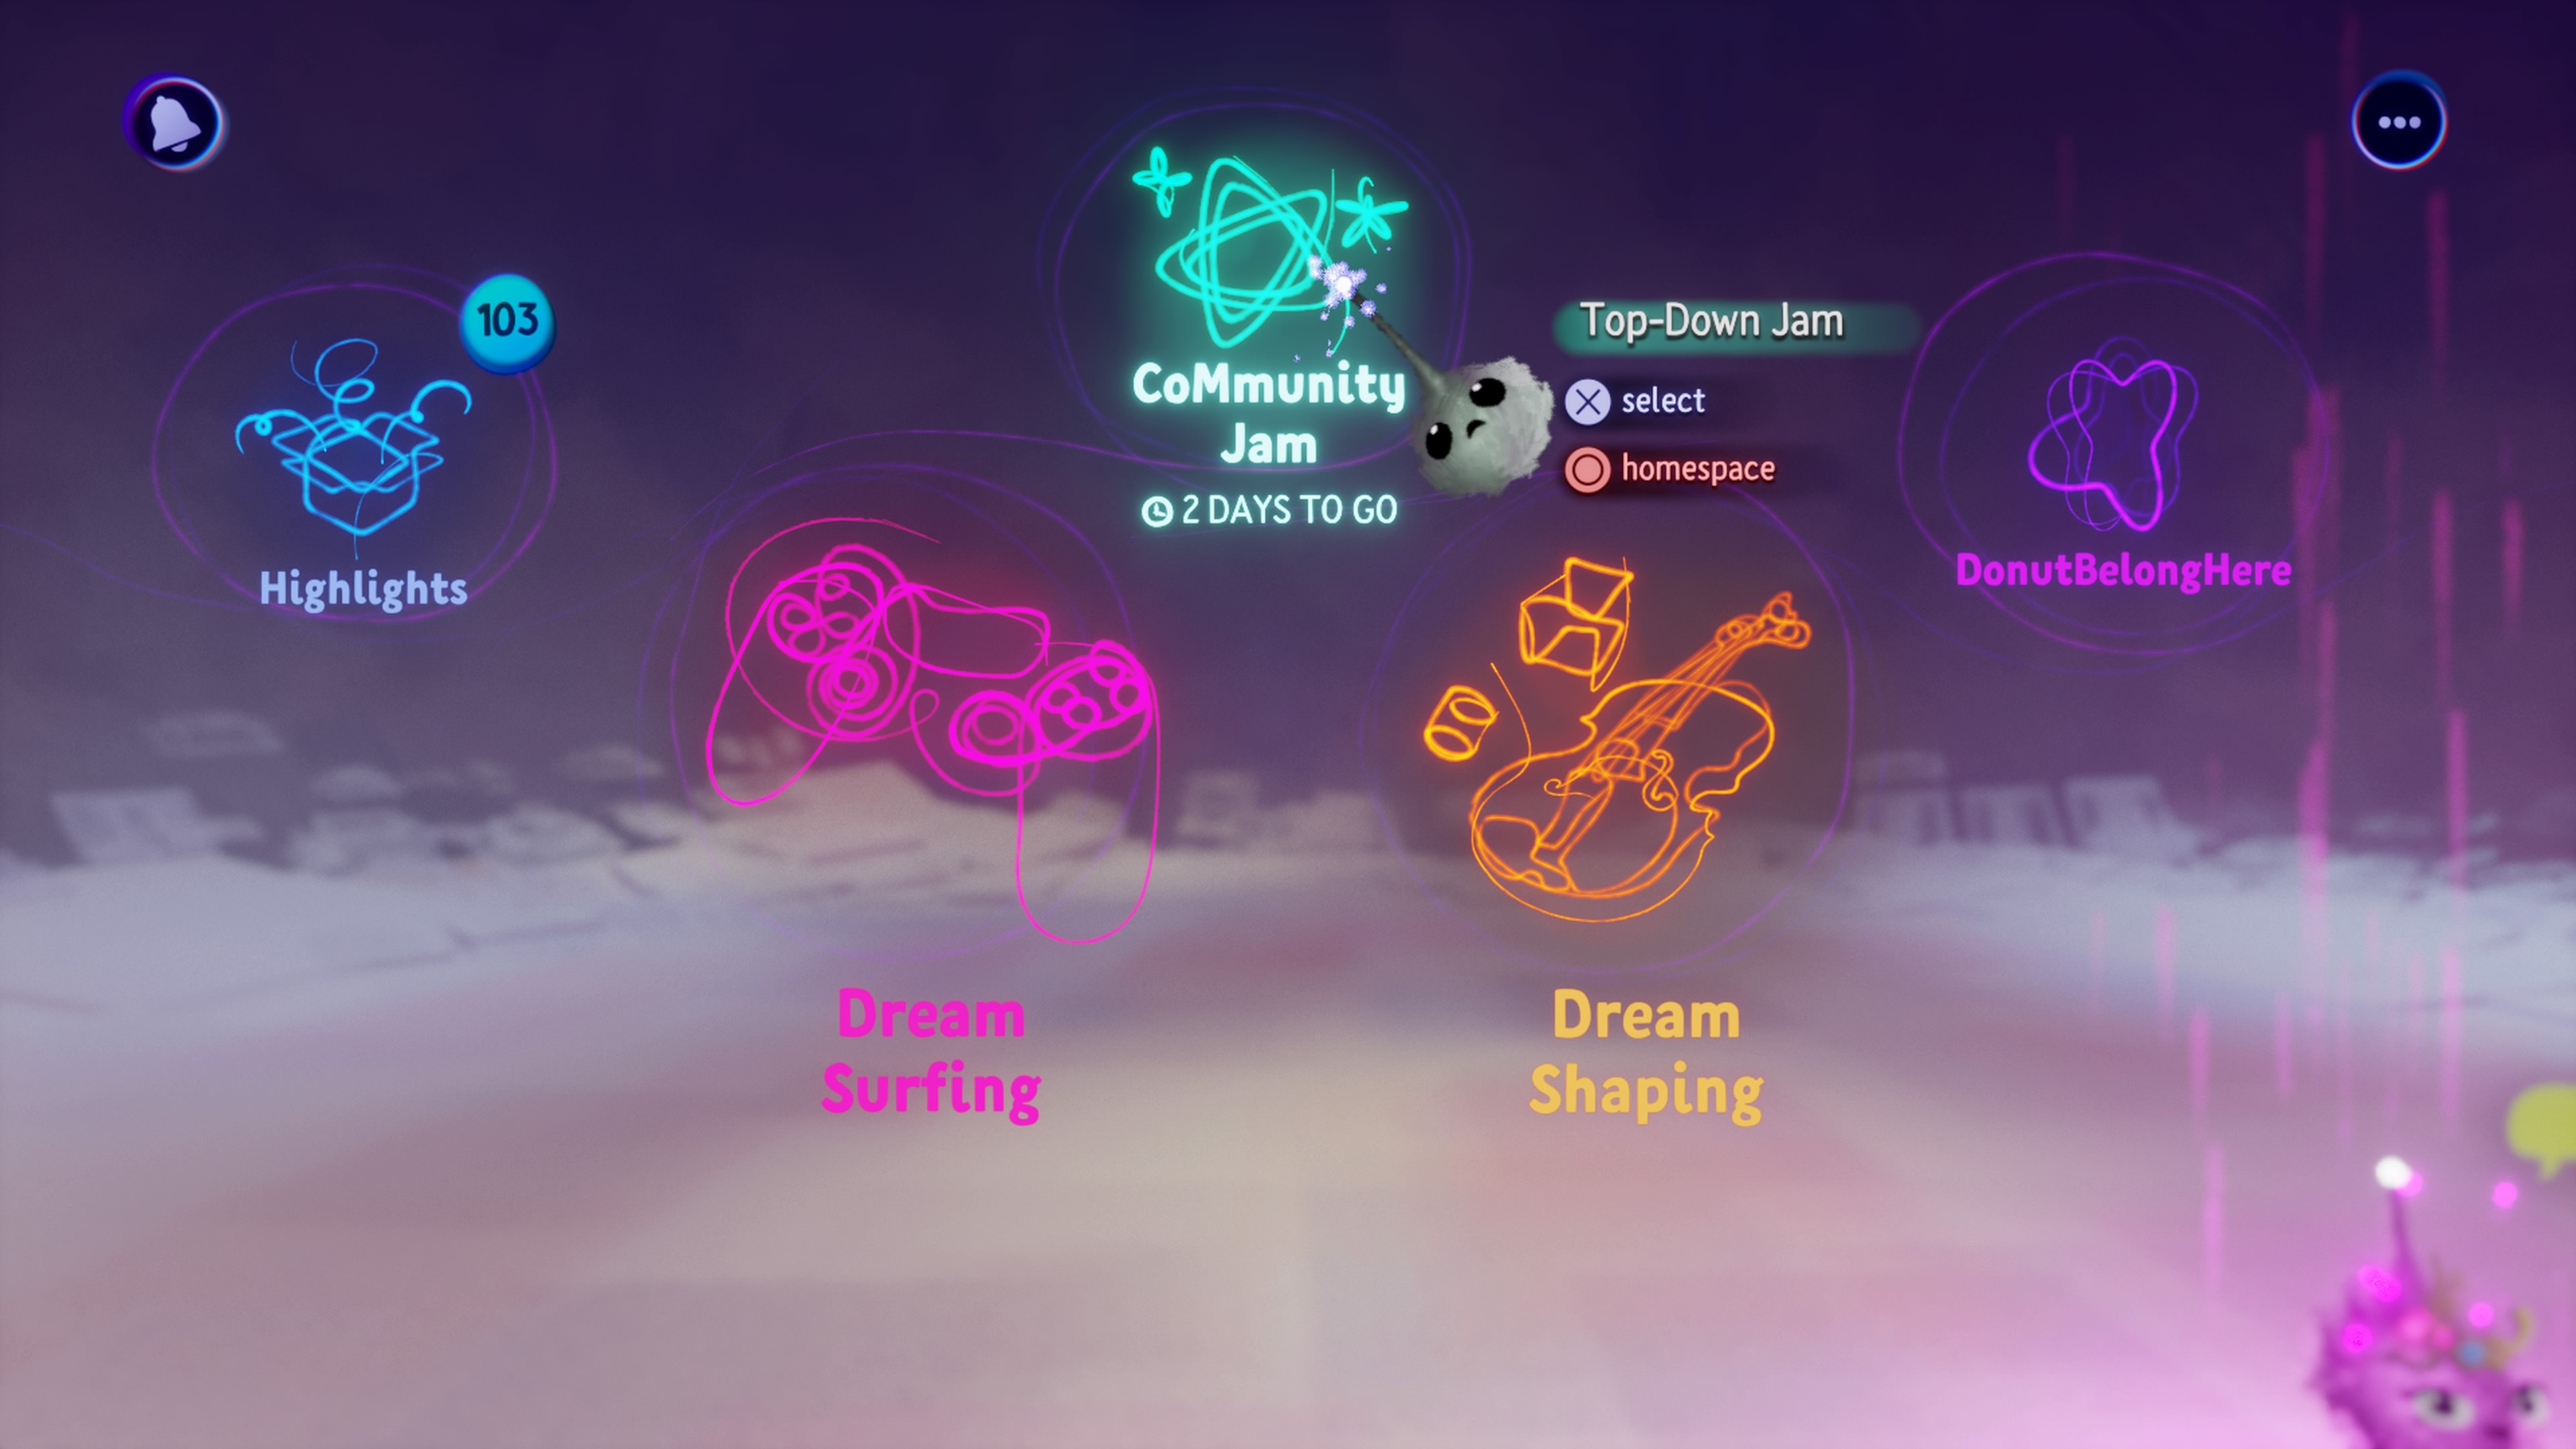 103
Highlights
CoMmunity
Jam
2 DAYS TO GO
Top-Down Jam
select
homespace
DonutBelongHere
Dream
Surfing
Dream
Shaping